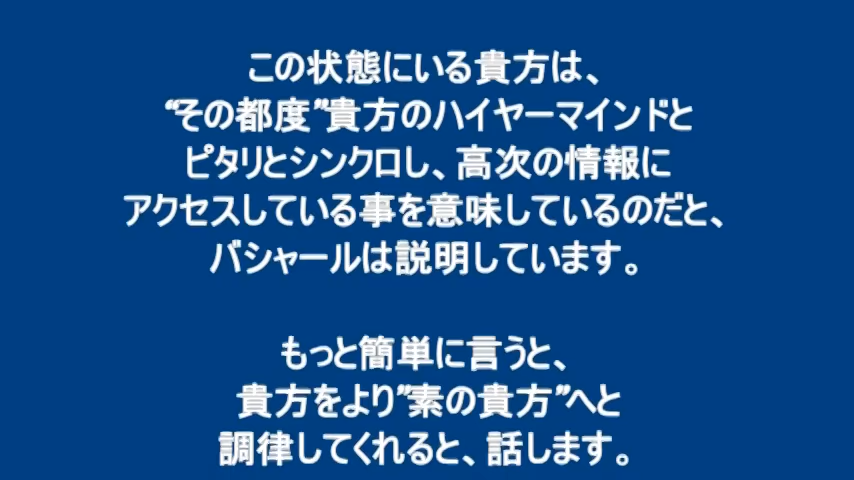 この状態にいる貴方は、
“その都度”貴方のハイヤーマインドと
ピタリとシンクロし、高次の情報に
アクセスしている事を意味しているのだと、
バシャールは説明しています。
もっと簡単に言うと、
貴方をより”素の貴方”へと
調律してくれると、話します。